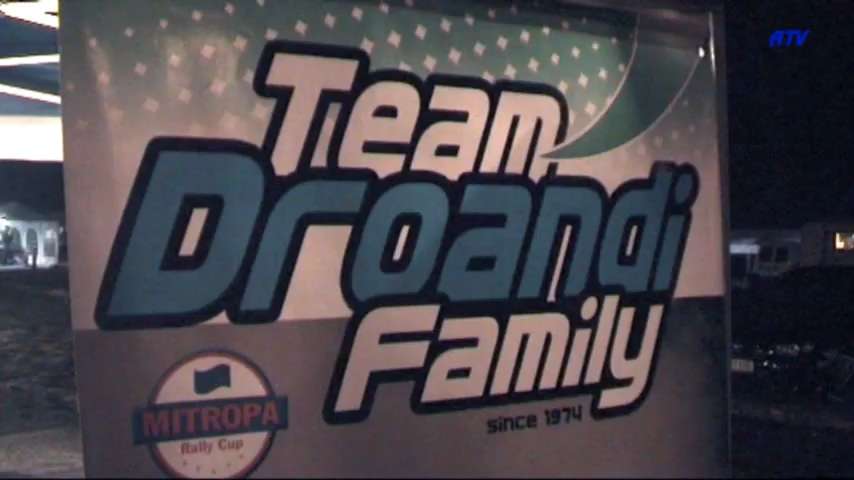 ATV
Team
Droandi
Family
since 1974
MITROPA
Rally Cup